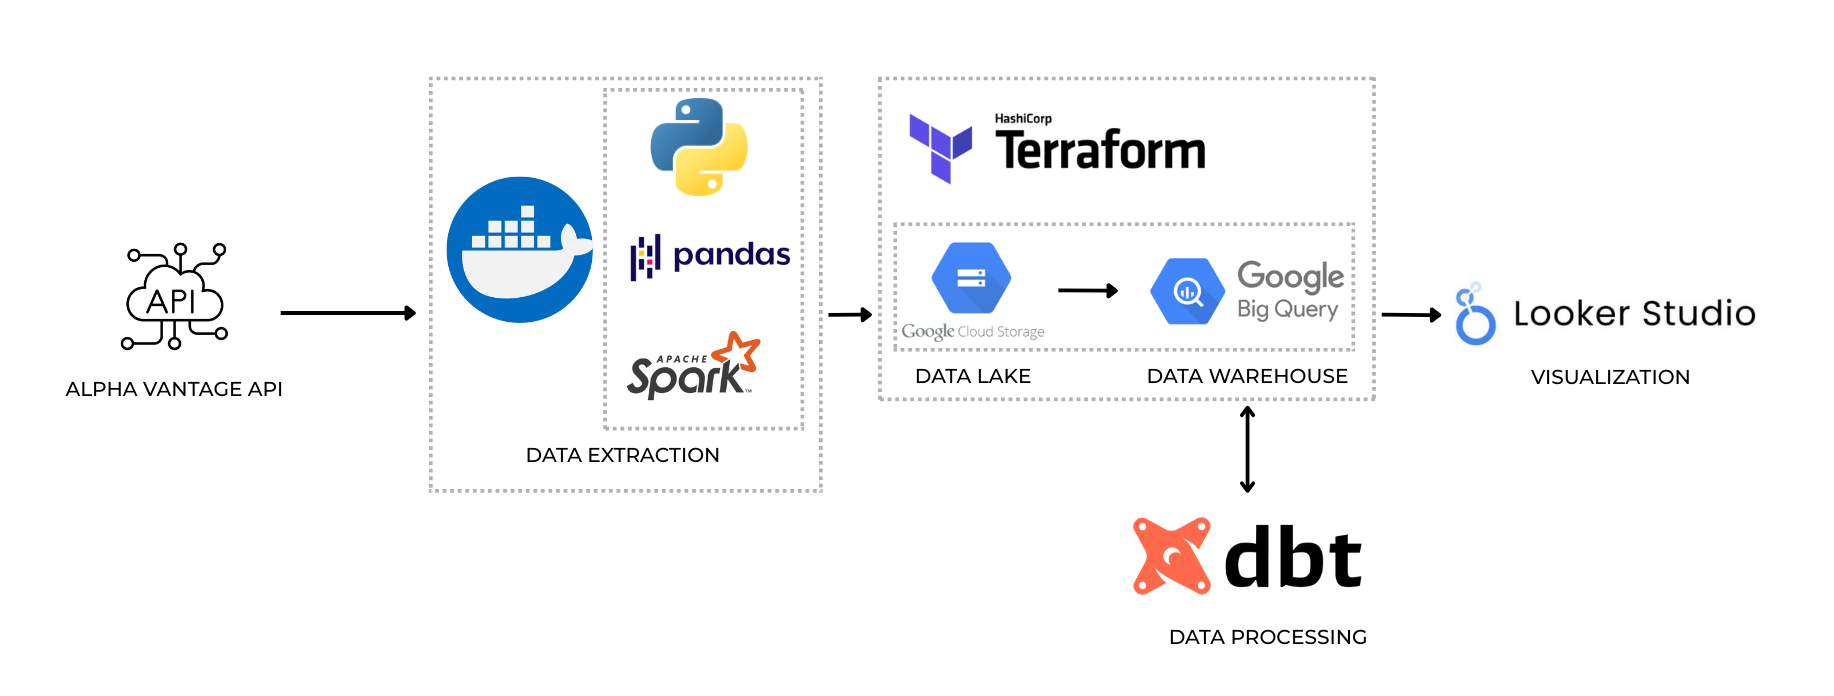 API
ALPHA VANTAGE API
pandas
APACHE
Spark™
DATA EXTRACTION
HashiCorp
Terraform
Google Cloud Storage
Google
Big Query
DATA LAKE
DATA WAREHOUSE
Looker Studio
VISUALIZATION
dbt
DATA PROCESSING